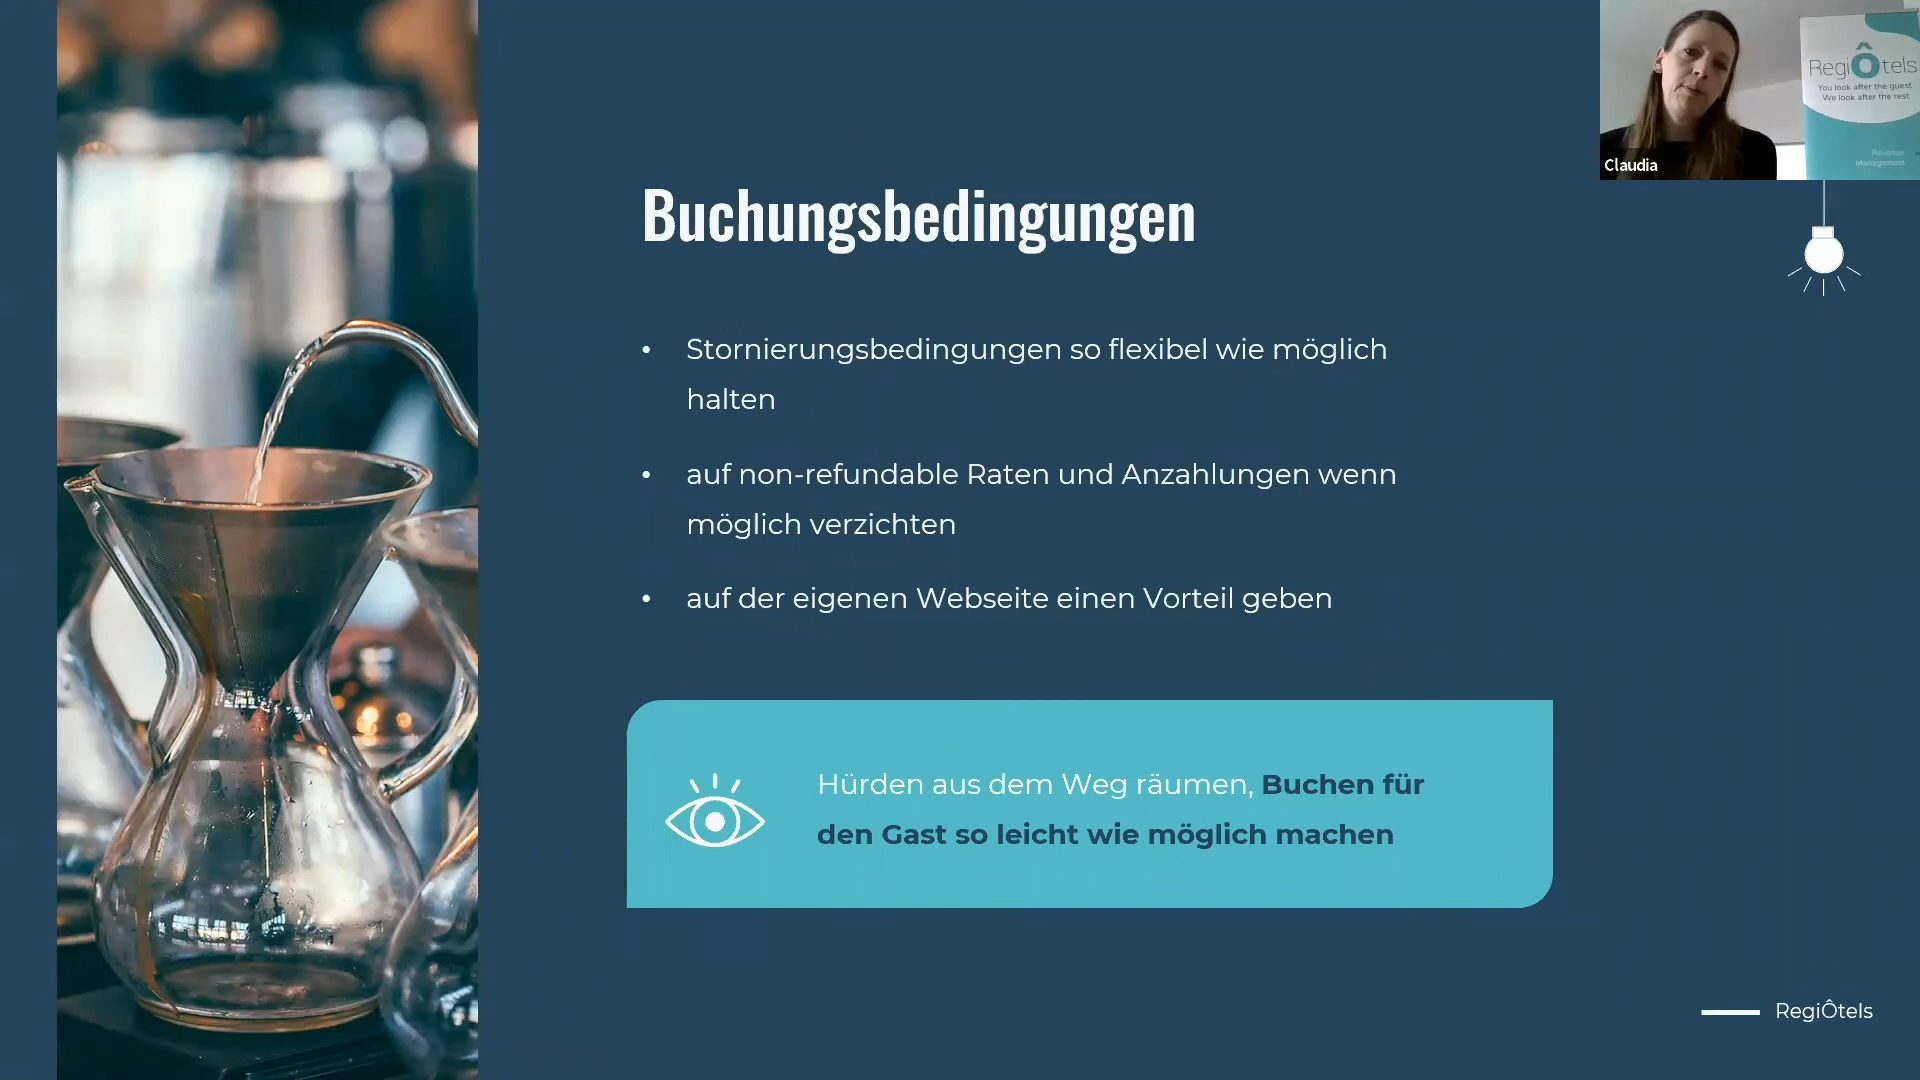 RegiÔtels
You look after the guest
We look after the rest
Revenue
Management
Claudia
Buchungsbedingungen
• Stornierungsbedingungen so flexibel wie möglich
halten
• auf non-refundable Raten und Anzahlungen wenn
möglich verzichten
• auf der eigenen Webseite einen Vorteil geben
Hürden aus dem Weg räumen, Buchen für
den Gast so leicht wie möglich machen
RegiÔtels